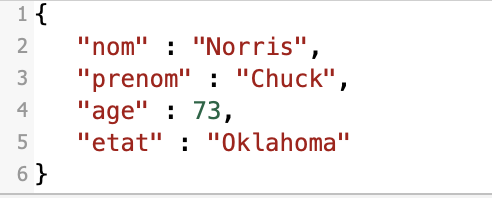 1 {
2 "nom" : "Norris",
3 "prenom" : "Chuck",
4 "age" : 73,
5 "etat" : "Oklahoma"
6 }